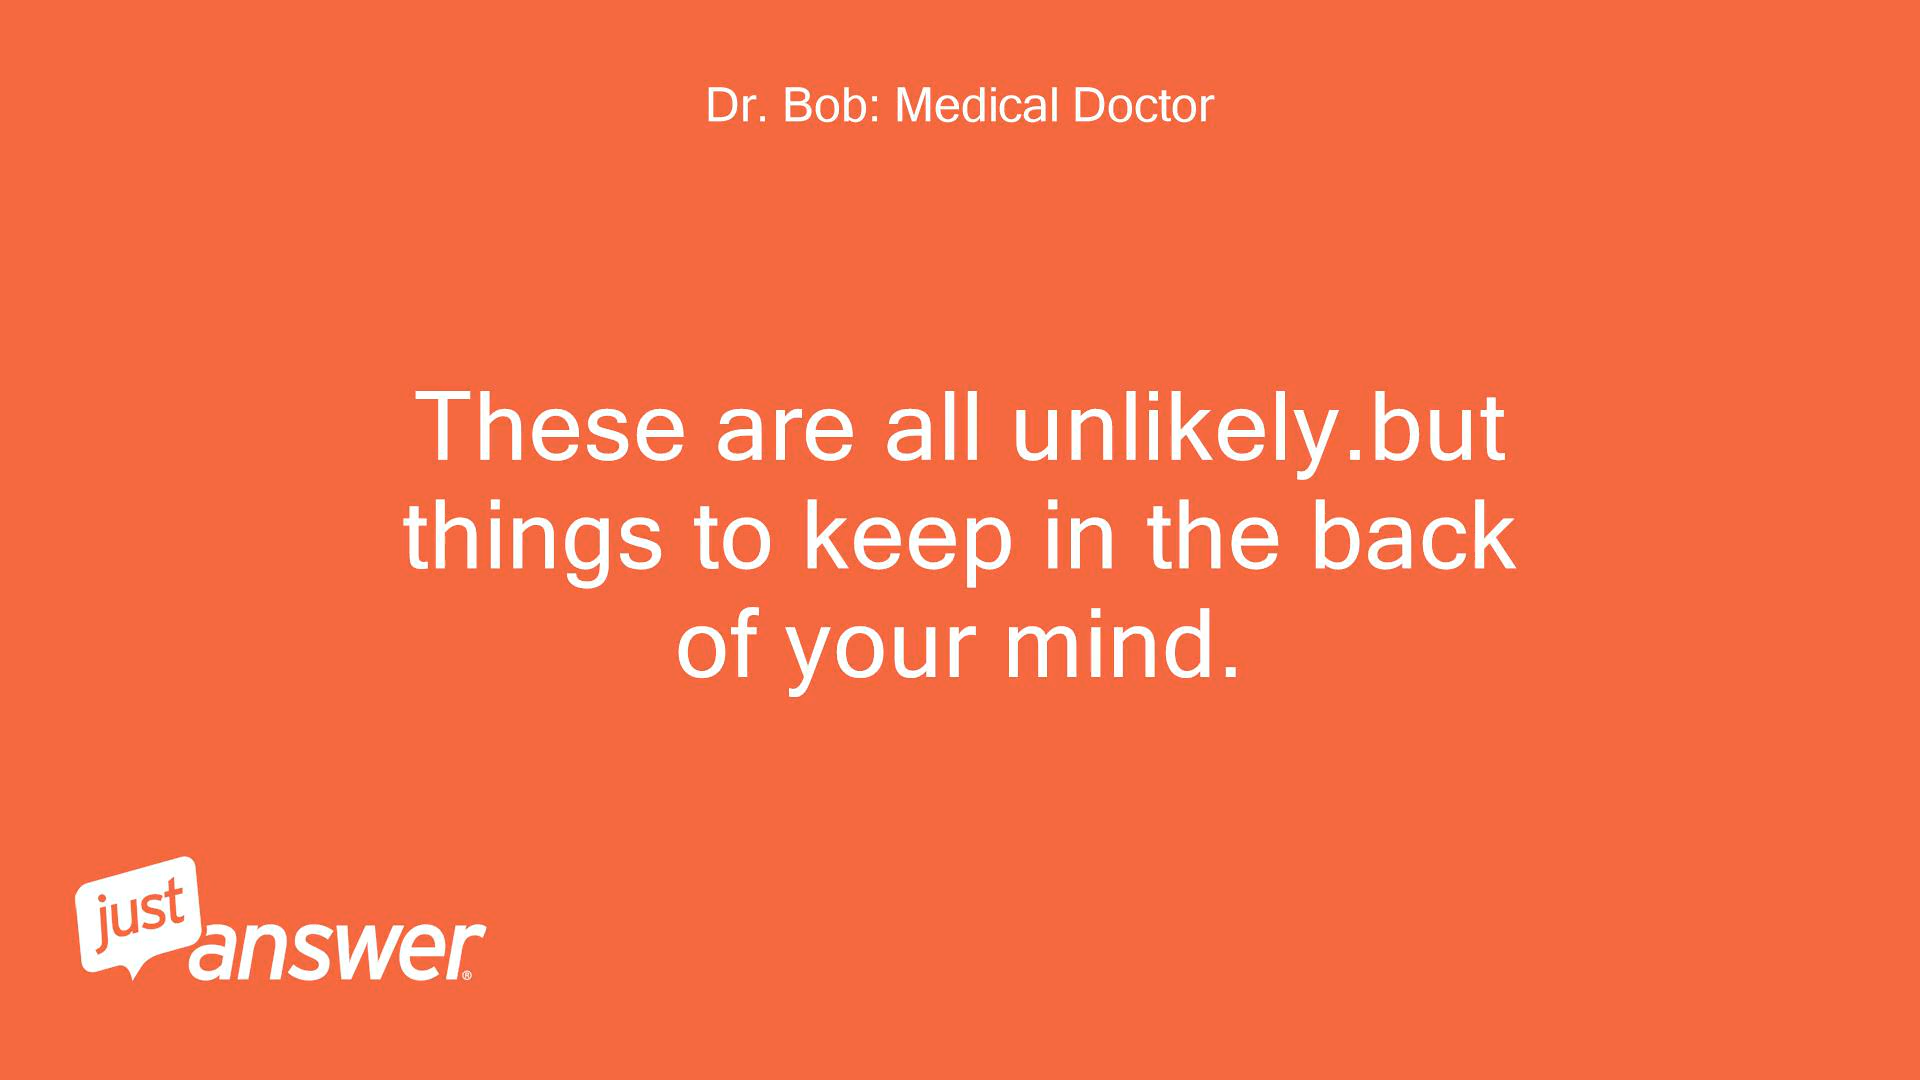 Dr. Bob: Medical Doctor
These are all unlikely.but
things to keep in the back
of your mind.
just
answer®